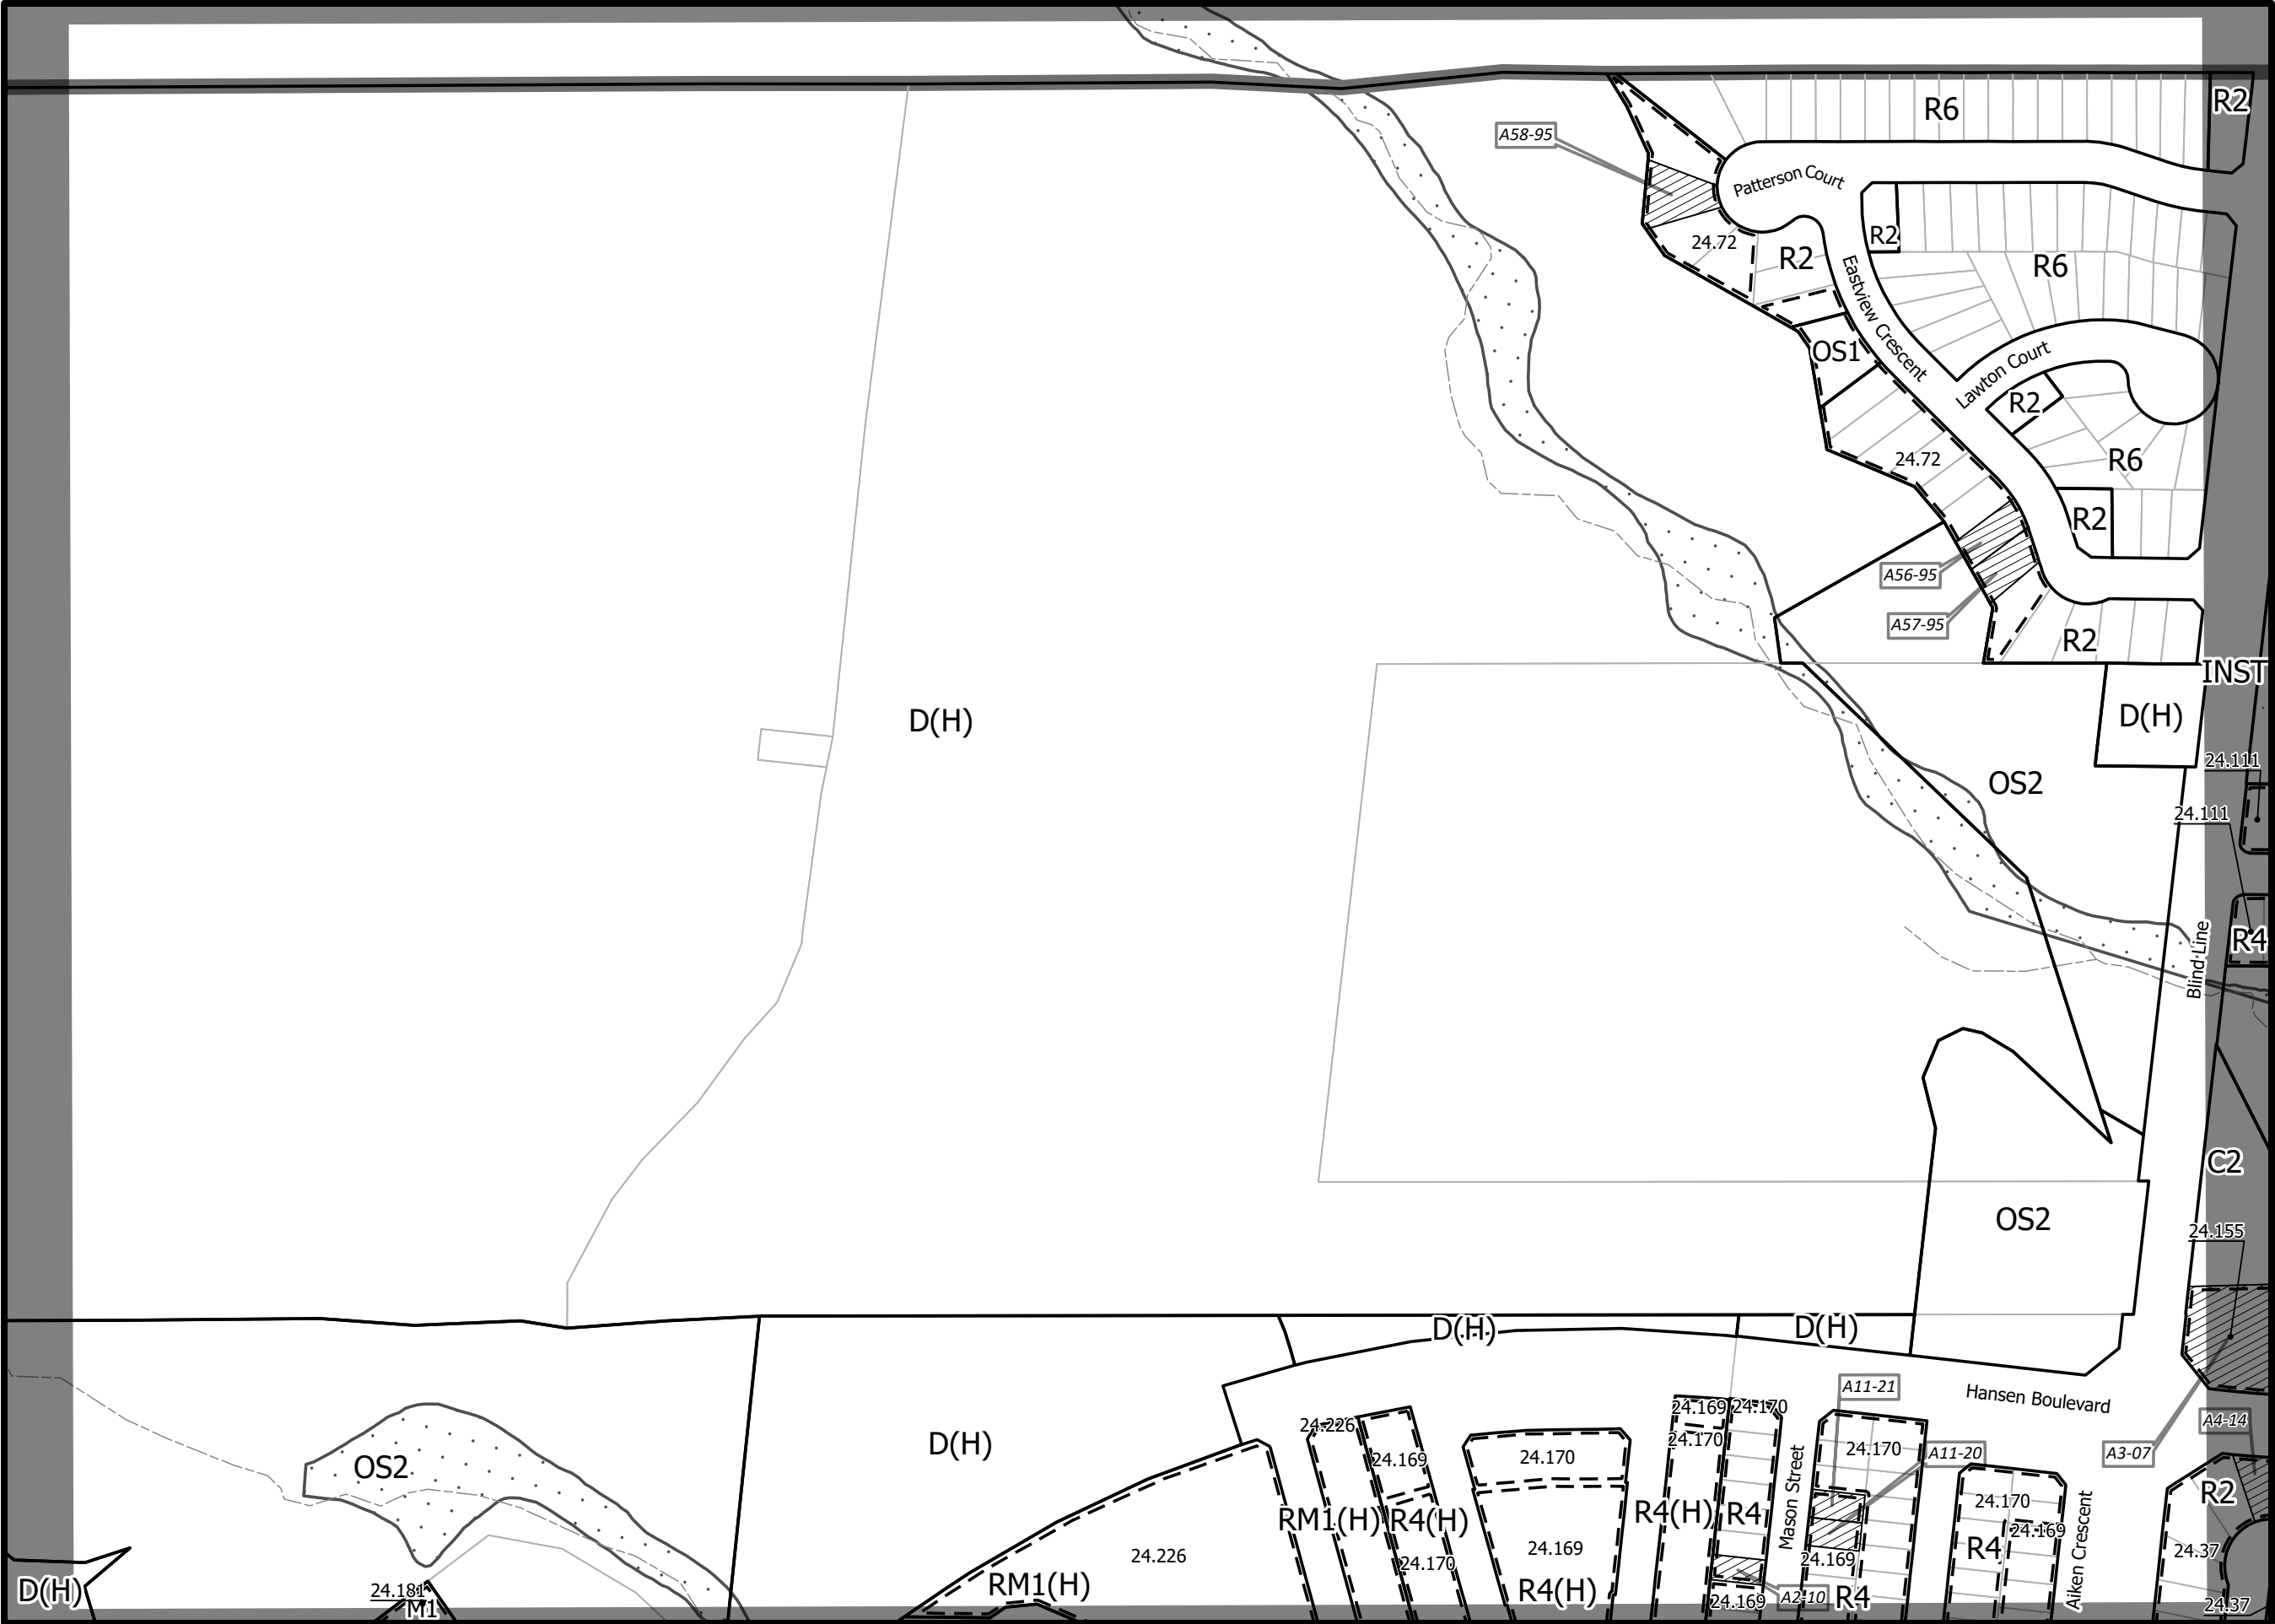 R6
R2
A58-95
Patterson Court
24.72
R2
R2
R6
Eastview Crescent
OS1
Lawton Court
R2
24.72
R6
R2
A56-95
A57-95
R2
INST
D(H)
D(H)
24.111
OS2
24.111
R4
Blind Line
C2
OS2
24.155
D(H)
D(H)
A11-21
Hansen Boulevard
24.169
24.170
A4-14
24.226
24.170
D(H)
24.170
A11-20
A3-07
24.169
24.170
OS2
Mason Street
R2
24.170
RM1(H)
R4(H)
R4(H)
R4
24.169
R4
Aiken Crescent
24.226
24.169
24.169
24.37
24.170
RM1(H)
R4(H)
D(H)
24.181
M1
24.169
A2-10
R4
24.37